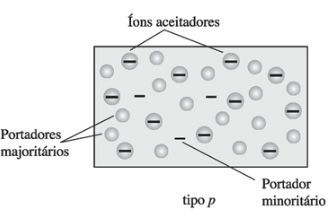 Íons aceitadores
Portadores
majoritários
Portador
minoritário
tipo p